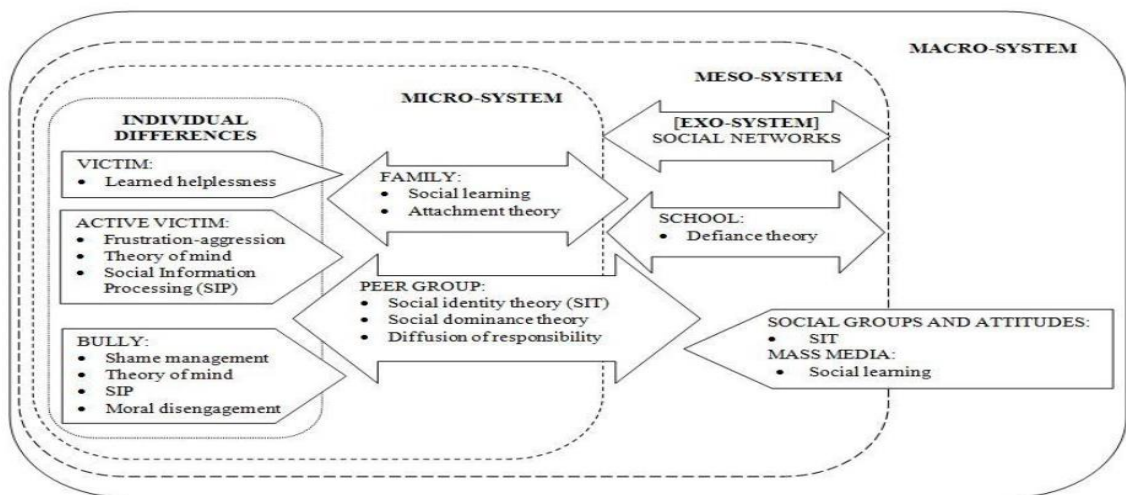 MACRO-SYSTEM
MESO-SYSTEM
MICRO-SYSTEM
INDIVIDUAL
DIFFERENCES
VICTIM:
• Learned helplessness
ACTIVE VICTIM:
• Frustration-aggression
• Theory of mind
• Social Information
Processing (SIP)
BULLY:
• Shame management
• Theory of mind
• SIP
• Moral disengagement
FAMILY:
• Social learning
• Attachment theory
PEER GROUP:
• Social identity theory (SIT)
• Social dominance theory
• Diffusion of responsibility
[EXO-SYSTEM]
SOCIAL NETWORKS
SCHOOL:
• Defiance theory
SOCIAL GROUPS AND ATTITUDES:
• SIT
MASS MEDIA:
• Social learning